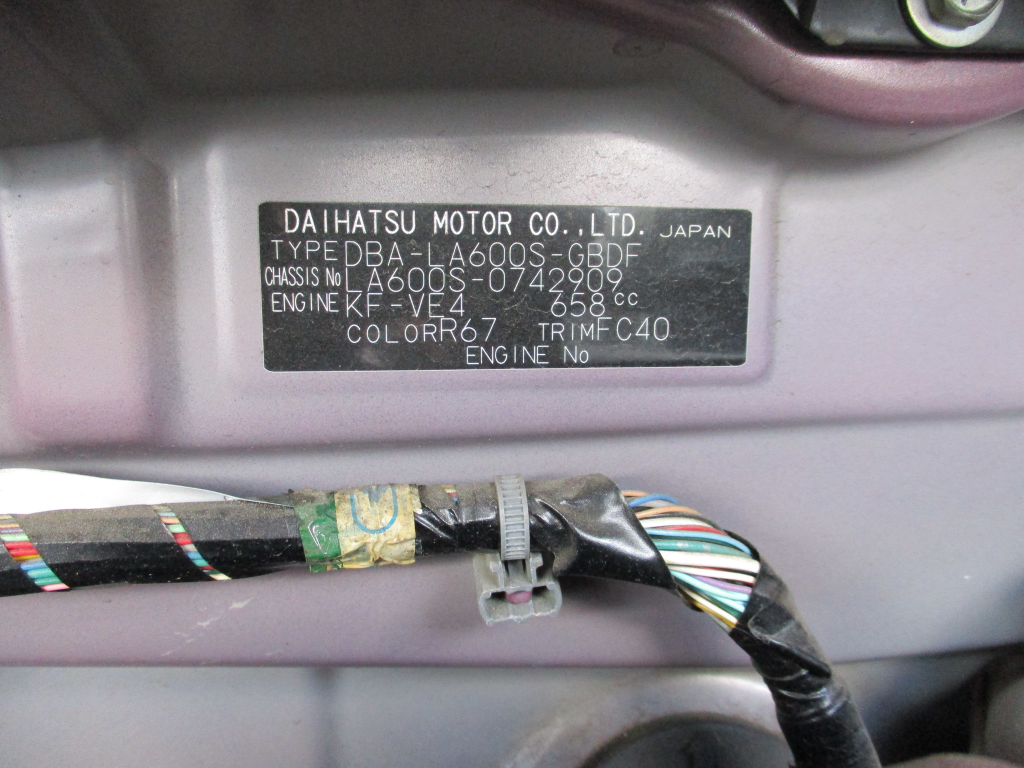 DAIHATSU MOTOR CO.,LTD. JAPAN
TYPE DBA-LA600S-GBDF
CHASSIS No LA600S-0742909
ENGINE KF-VE4 658cc
COLOR R67 TRIM FC40
ENGINE No